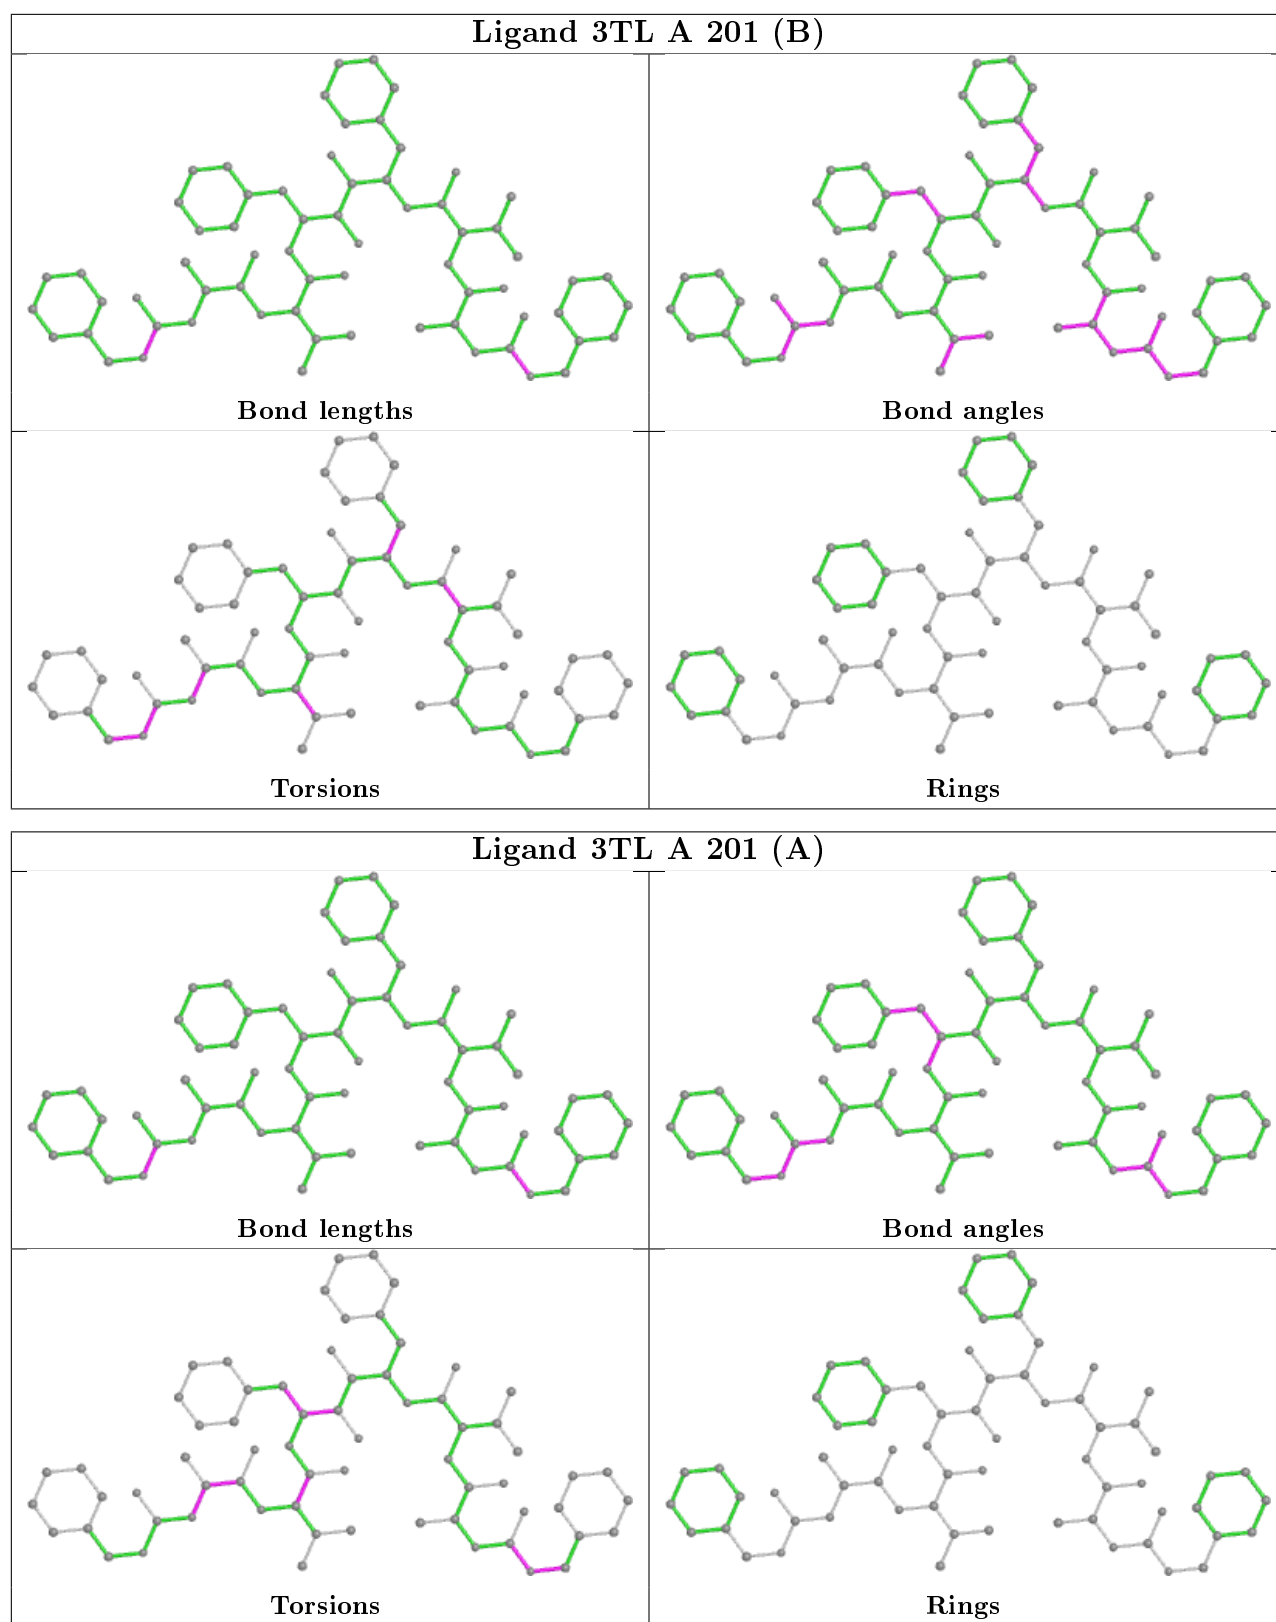 Ligand 3TL A 201 (B)
Bond lengths
Bond angles
Torsions
Rings
Ligand 3TL A 201 (A)
Bond lengths
Bond angles
Torsions
Rings